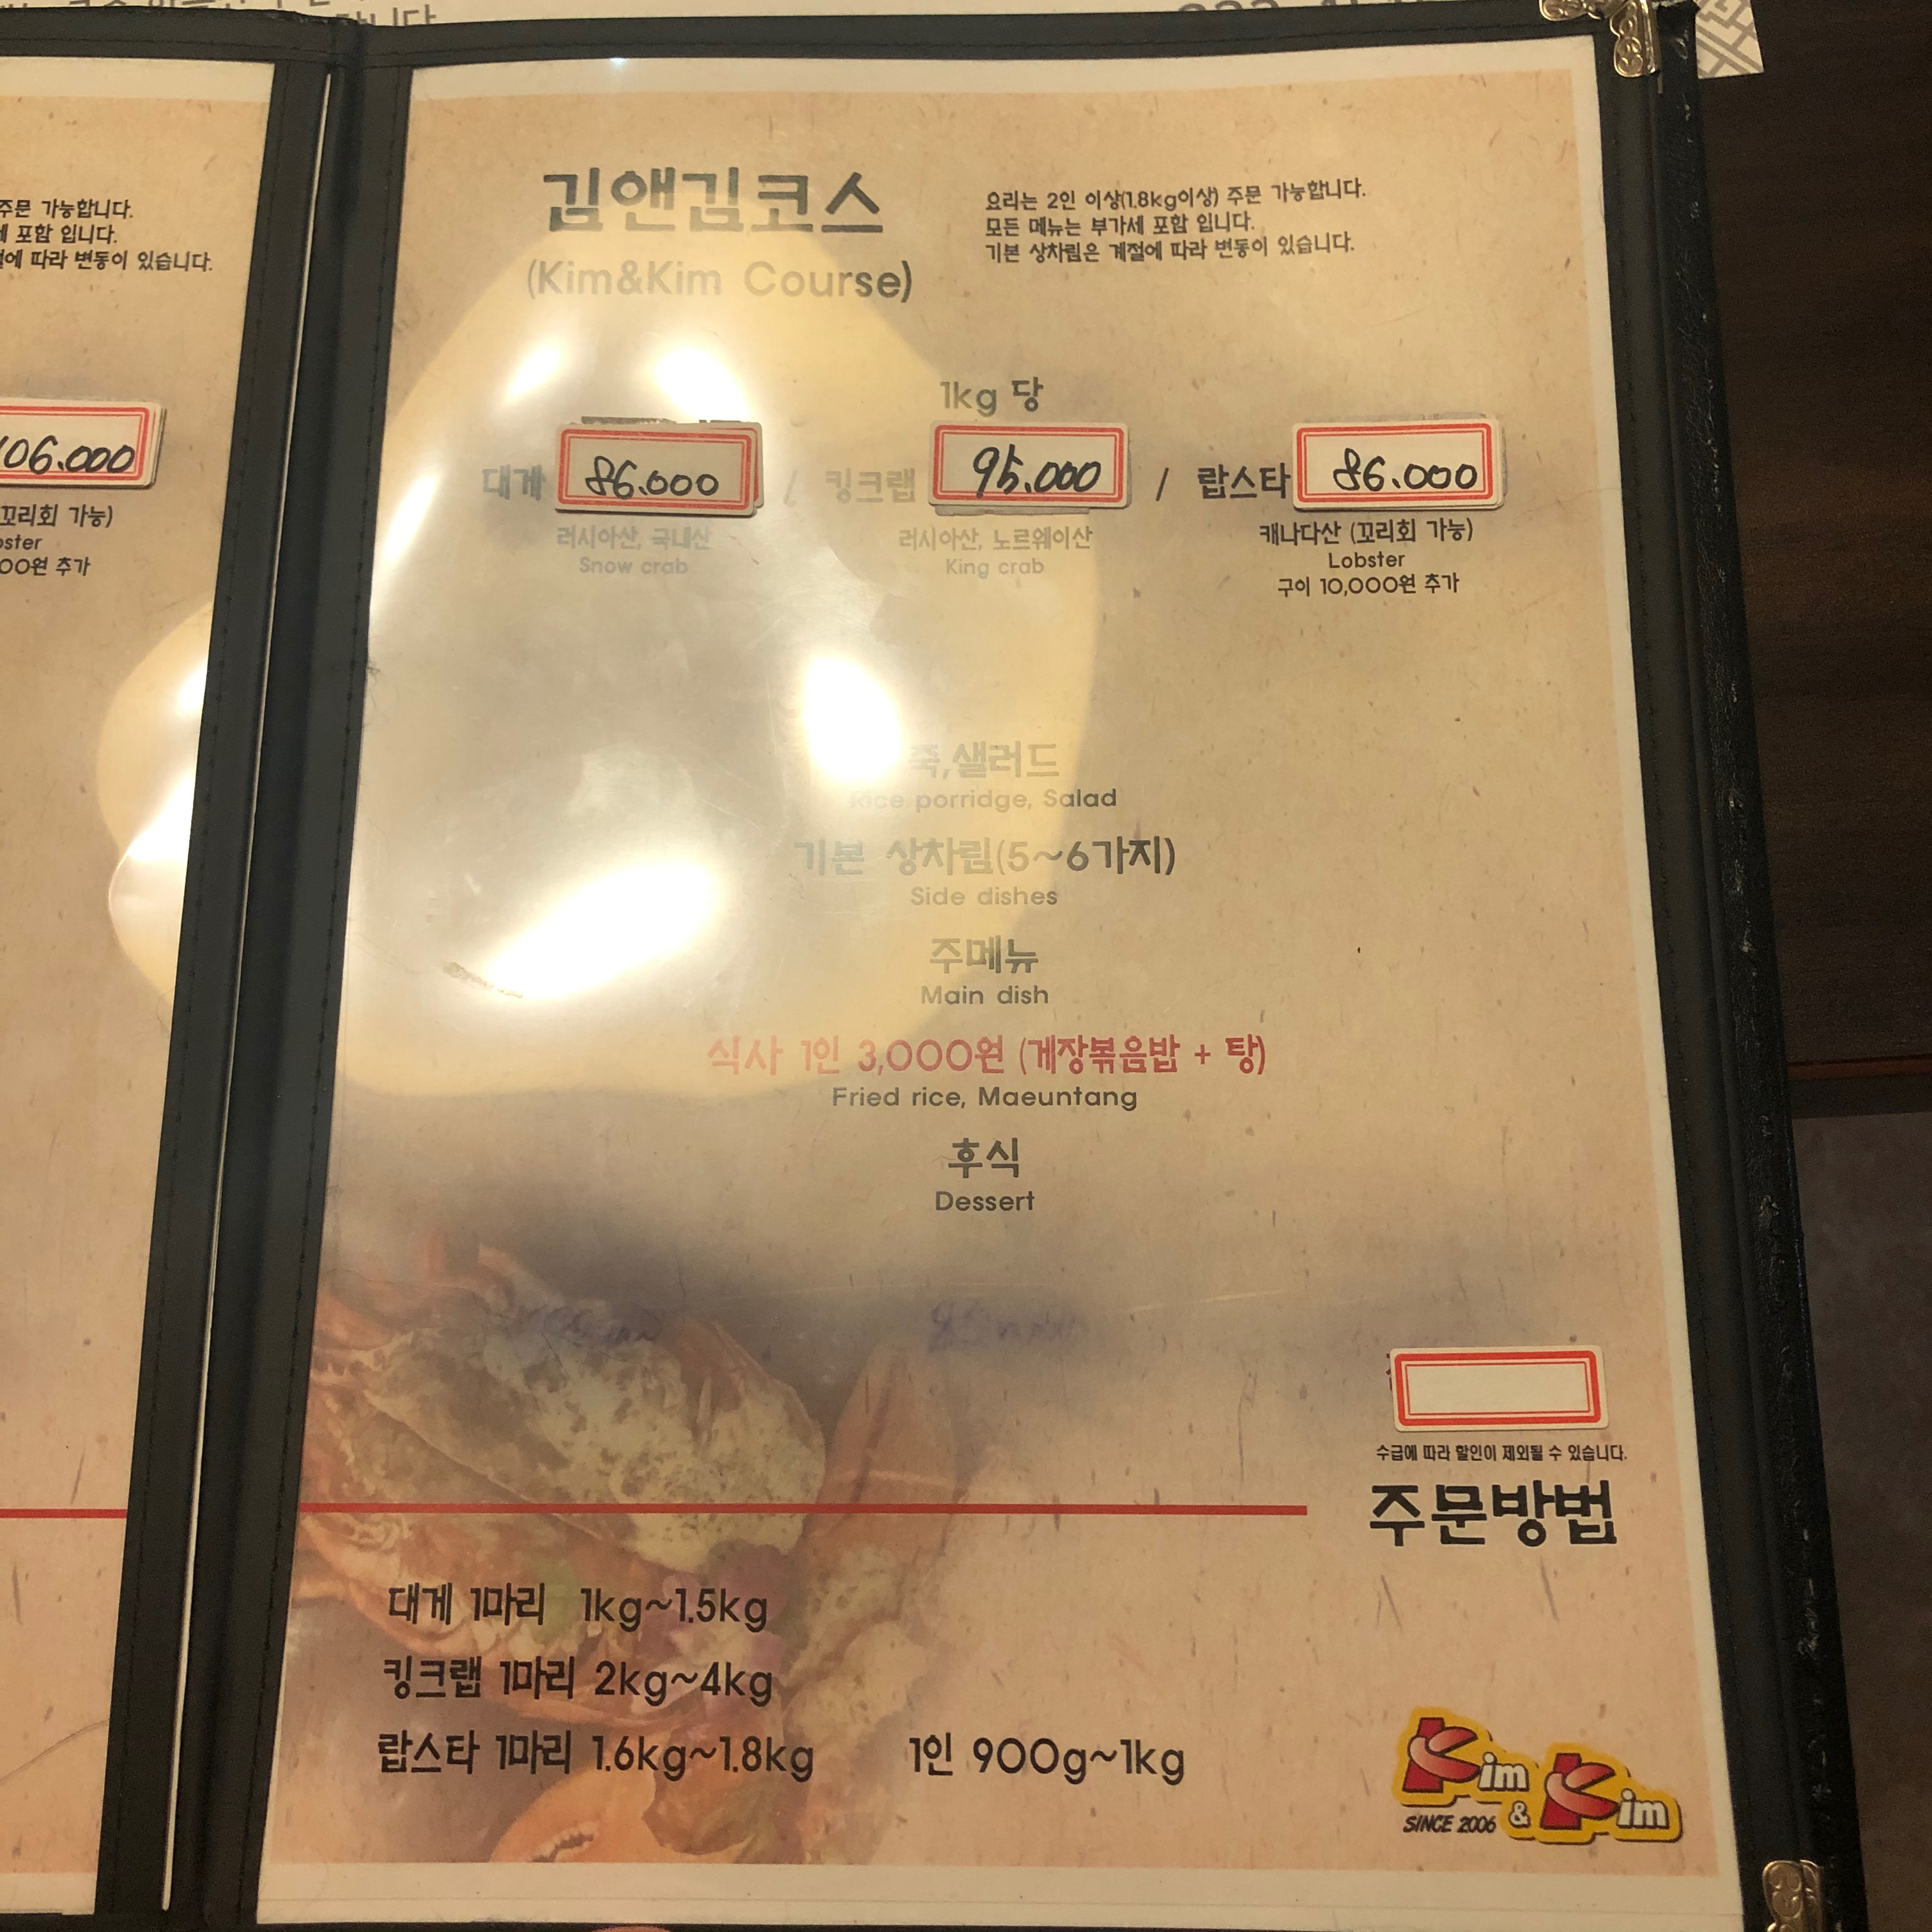 주문 가능합니다.
포함 입니다.
에 따라 변동이 있습니다.
106.000
꼬리회 가능)
00원 추가
김앤김코스
(Kim&Kim Course)
요리는 2인 이상(1.8kg이상) 주문 가능합니다.
모든 메뉴는 부가세 포함 입니다.
기본 상차림은 계절에 따라 변동이 있습니다.
1kg 당
대게 86.000 / 킹크랩 95.000 / 랍스타 86.000
러시아산, 국내산
Snow crab
러시아산, 노르웨이산
King crab
캐나다산 (꼬리회 가능)
Lobster
구이 10,000원 추가
죽,샐러드
Rice porridge, Salad
기본 상차림(5~6가지)
Side dishes
주메뉴
Main dish
식사 1인 3,000원 (게장볶음밥 + 탕)
Fried rice, Maeuntang
후식
Dessert
수급에 따라 할인이 제외될 수 있습니다.
주문방법
대게 1마리 1kg~1.5kg
킹크랩 1마리 2kg~4kg
랍스타 1마리 1.6kg~1.8kg 1인 900g~1kg
Kim & Kim
SINCE 2006